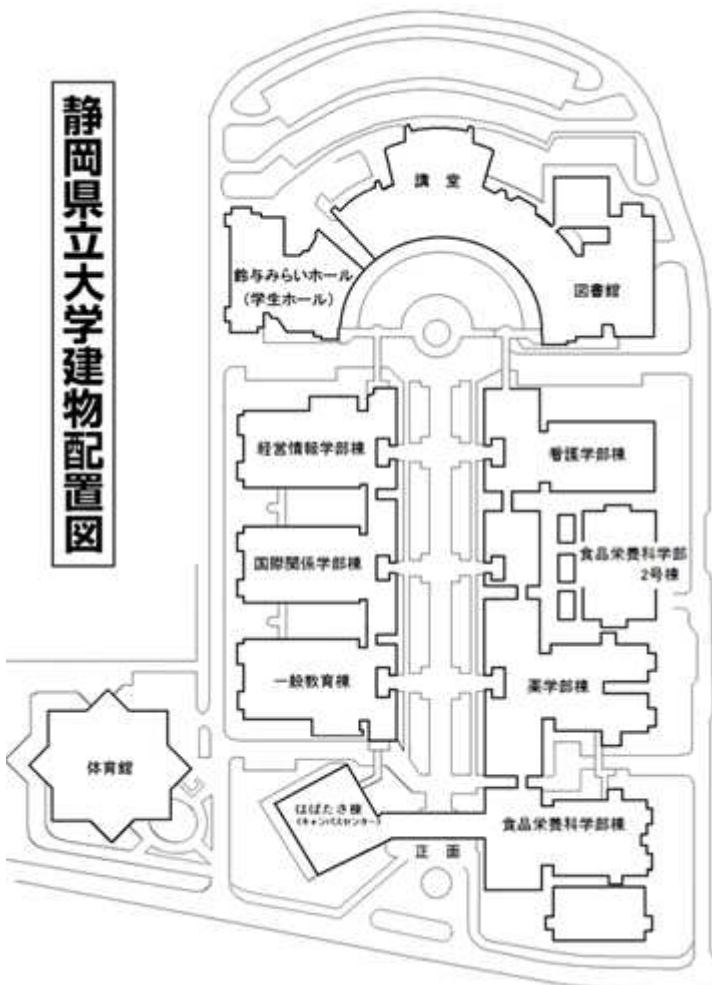 静岡県立大学建物配置図
講堂
鈴与みらいホール
(学生ホール)
図書館
経営情報学部棟
看護学部棟
国際関係学部棟
食品栄養科学部
2号棟
一般教育棟
薬学部棟
体育館
はばたき棟
(キャンパスセンター)
食品栄養科学部棟
正面